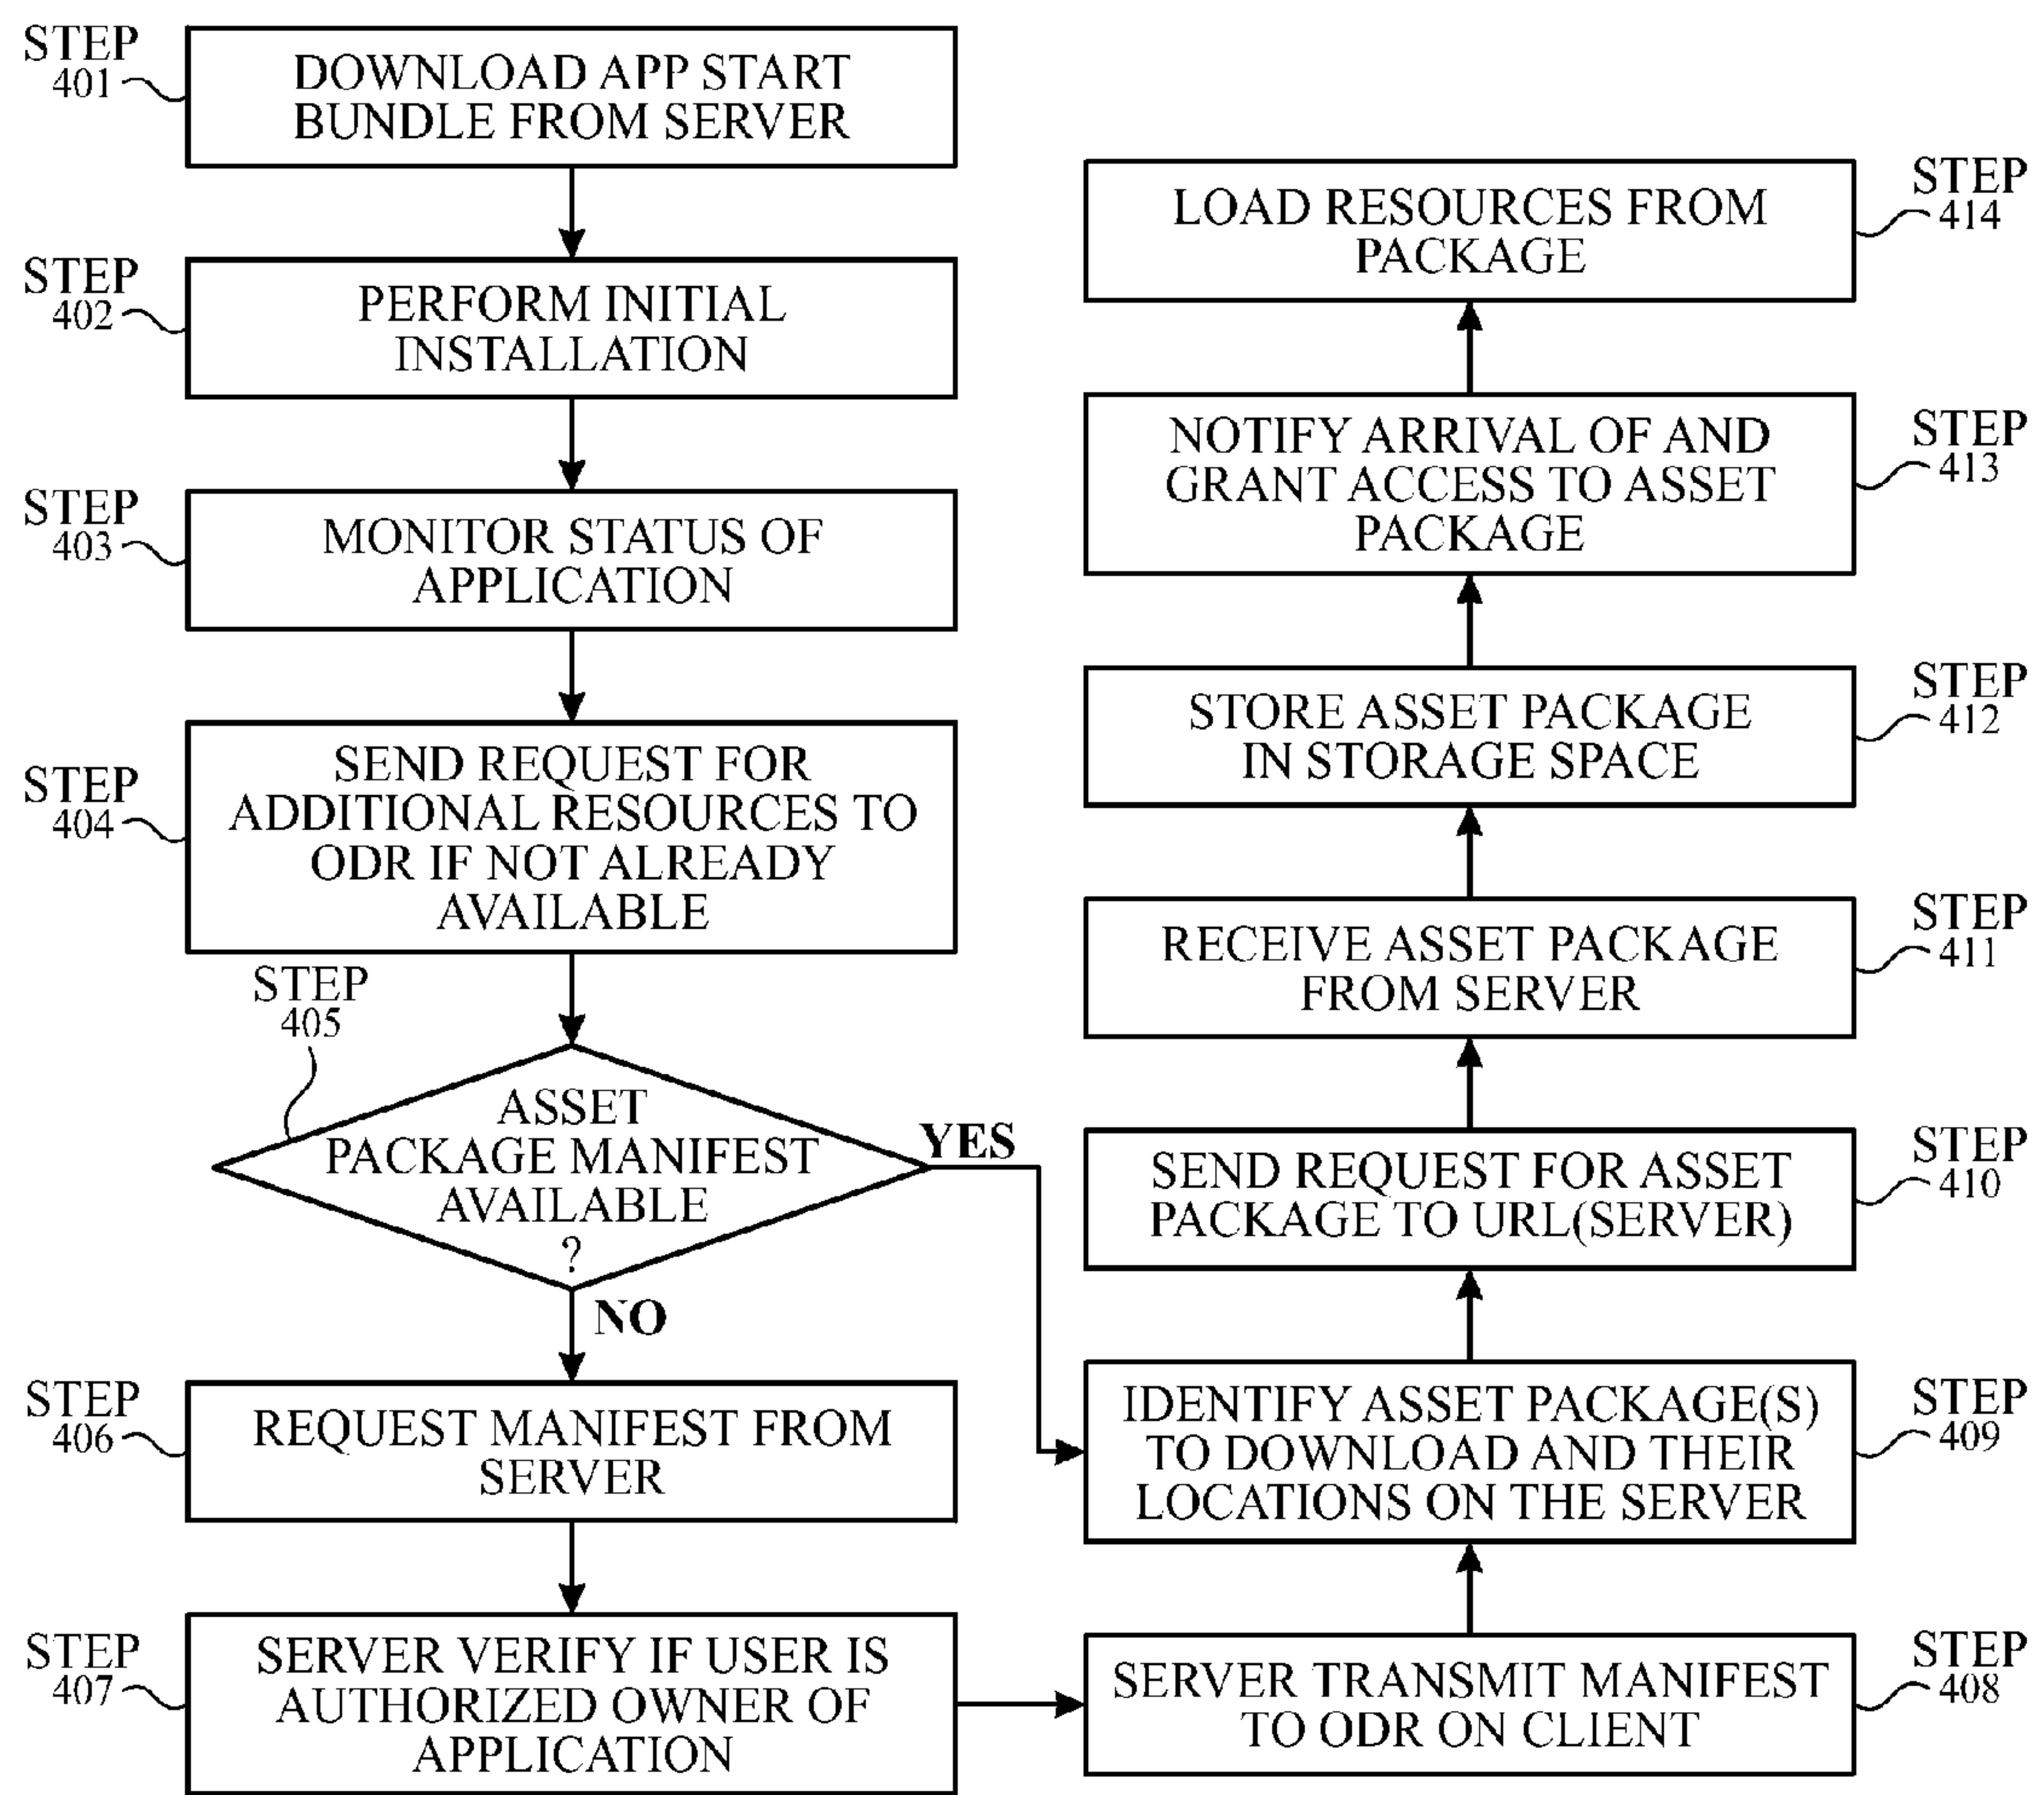 STEP
401
DOWNLOAD APP START
BUNDLE FROM SERVER
STEP
402
PERFORM INITIAL
INSTALLATION
STEP
403
MONITOR STATUS OF
APPLICATION
STEP
404
SEND REQUEST FOR
ADDITIONAL RESOURCES TO
ODR IF NOT ALREADY
AVAILABLE
STEP
405
ASSET
PACKAGE MANIFEST
AVAILABLE
?
YES
NO
STEP
406
REQUEST MANIFEST FROM
SERVER
STEP
407
SERVER VERIFY IF USER IS
AUTHORIZED OWNER OF
APPLICATION
SERVER TRANSMIT MANIFEST
TO ODR ON CLIENT
STEP
408
IDENTIFY ASSET PACKAGE(S)
TO DOWNLOAD AND THEIR
LOCATIONS ON THE SERVER
STEP
409
SEND REQUEST FOR ASSET
PACKAGE TO URL(SERVER)
STEP
410
RECEIVE ASSET PACKAGE
FROM SERVER
STEP
411
STORE ASSET PACKAGE
IN STORAGE SPACE
STEP
412
NOTIFY ARRIVAL OF AND
GRANT ACCESS TO ASSET
PACKAGE
STEP
413
LOAD RESOURCES FROM
PACKAGE
STEP
414